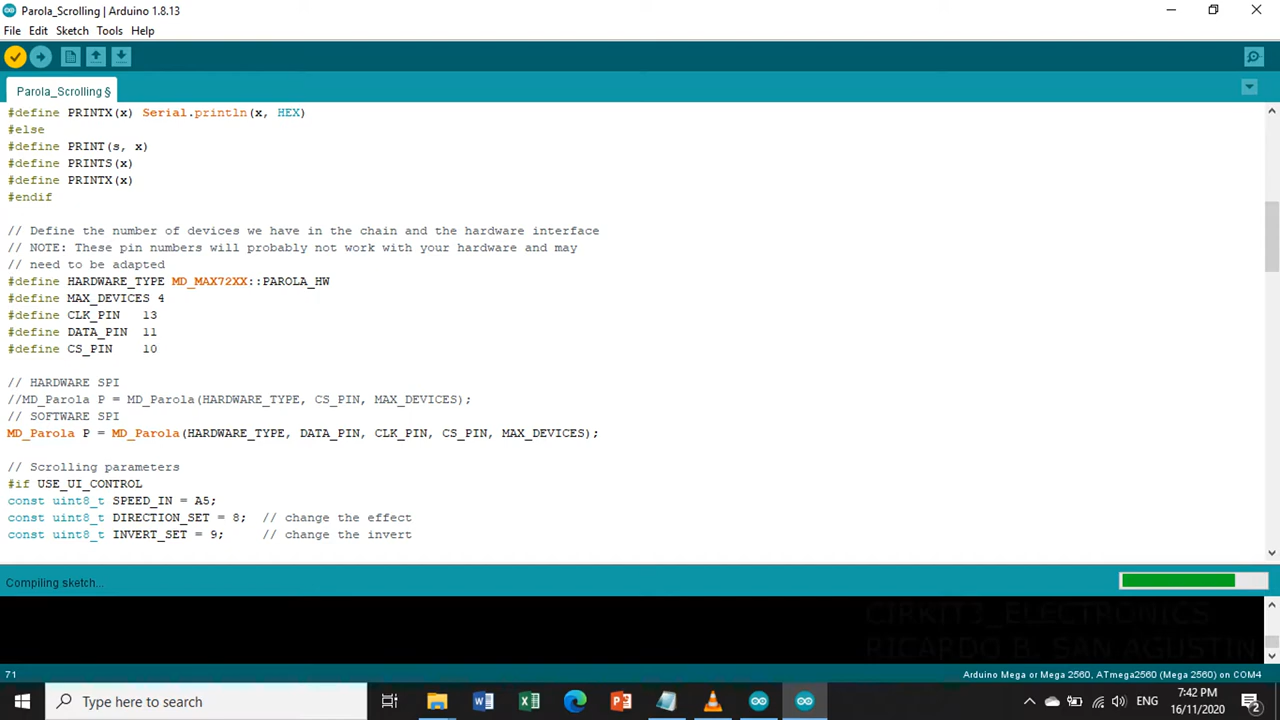 Parola_Scrolling | Arduino 1.8.13
File Edit Sketch Tools Help
Parola_Scrolling §
#define PRINTX(x) Serial.println(x, HEX)
#else
#define PRINT(s, x)
#define PRINTS(x)
#define PRINTX(x)
#endif
// Define the number of devices we have in the chain and the hardware interface
// NOTE: These pin numbers will probably not work with your hardware and may
// need to be adapted
#define HARDWARE_TYPE MD_MAX72XX::PAROLA_HW
#define MAX_DEVICES 4
#define CLK_PIN   13
#define DATA_PIN  11
#define CS_PIN    10
// HARDWARE SPI
//MD_Parola P = MD_Parola(HARDWARE_TYPE, CS_PIN, MAX_DEVICES);
// SOFTWARE SPI
MD_Parola P = MD_Parola(HARDWARE_TYPE, DATA_PIN, CLK_PIN, CS_PIN, MAX_DEVICES);
// Scrolling parameters
#if USE_UI_CONTROL
const uint8_t SPEED_IN = A5;
const uint8_t DIRECTION_SET = 8;  // change the effect
const uint8_t INVERT_SET = 9;     // change the invert
Compiling sketch...
CIRKIT3_ELECTRONICS
RICARDO B. SAN AGUSTIN
71
Arduino Mega or Mega 2560, ATmega2560 (Mega 2560) on COM4
Type here to search
ENG
7:42 PM
16/11/2020
2